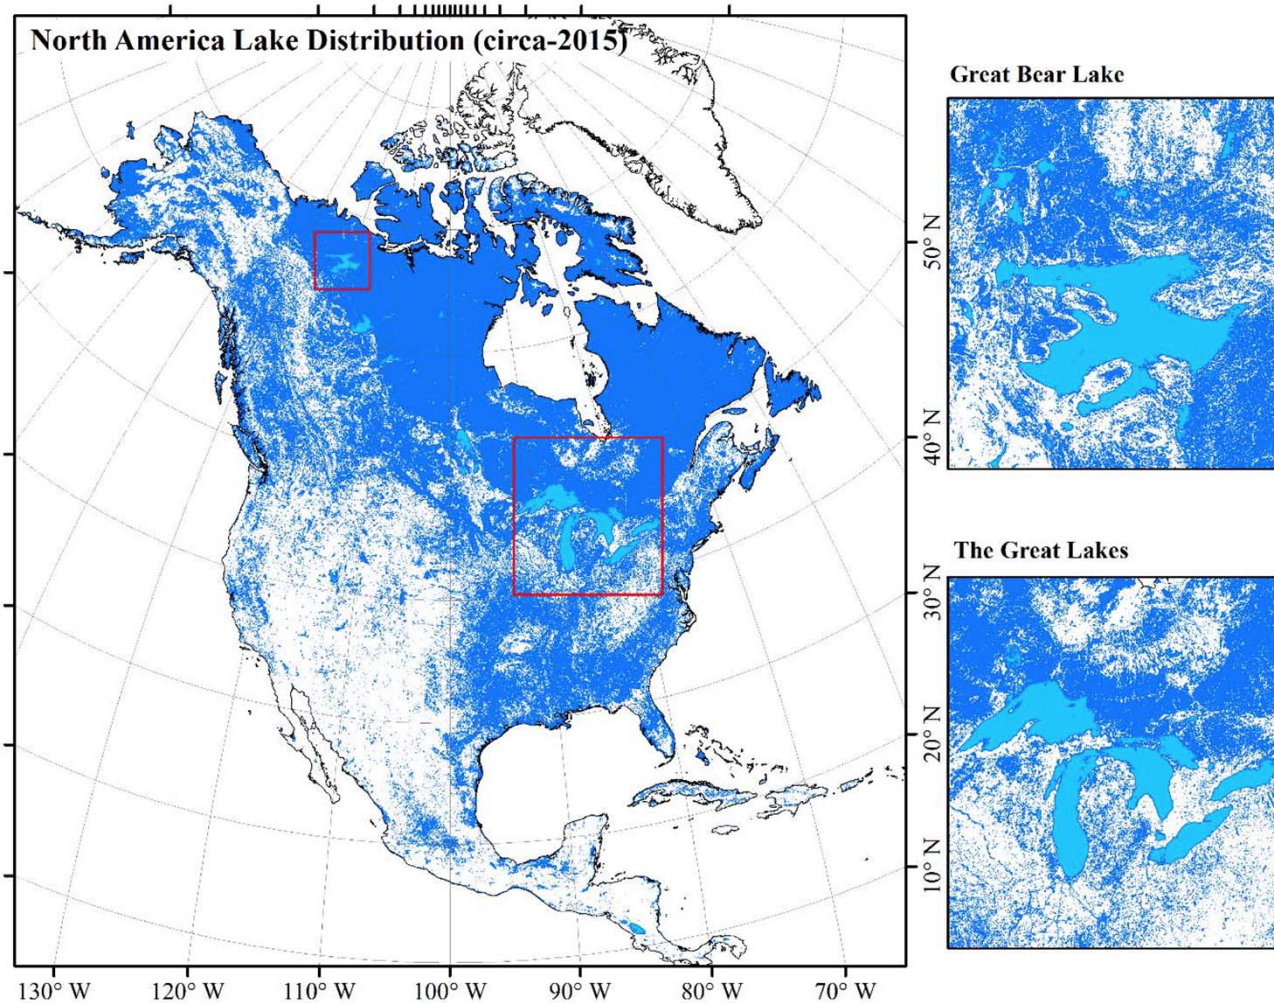 North America Lake Distribution (circa-2015)
Great Bear Lake
50° N
40° N
The Great Lakes
30° N
20° N
10° N
130° W 120° W 110° W 100° W 90° W 80° W 70° W